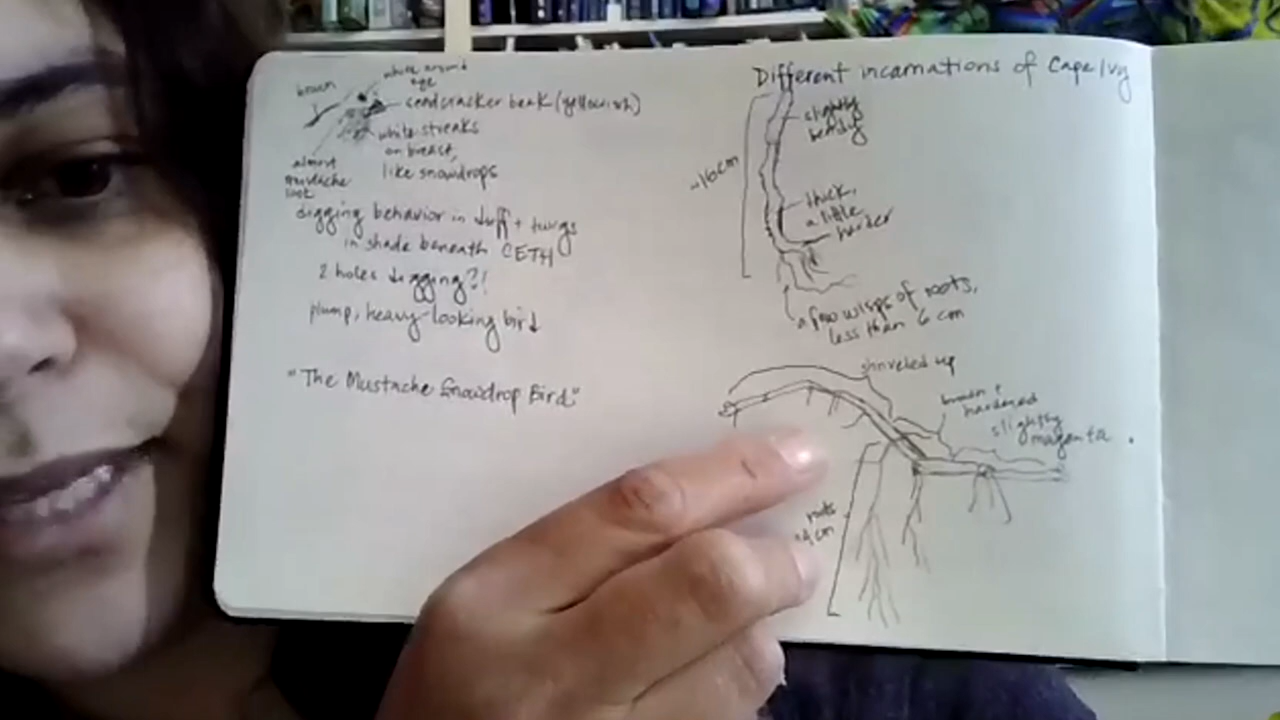 brown
white around
eye
seedcracker beak (yellowish)
white streaks
on breast,
like snowdrops
almost
mustache
look
digging behavior in duff + twigs
in shade beneath CETH
2 holes digging?!
plump, heavy-looking bird
"The Mustache Snowdrop Bird"
Different incarnations of Cape Ivy
slightly
bendy
~16cm
thick,
a little
harder
a few wisps of roots,
less than 6 cm
shriveled up
brown +
hardened
slightly
magenta
roots
4cm